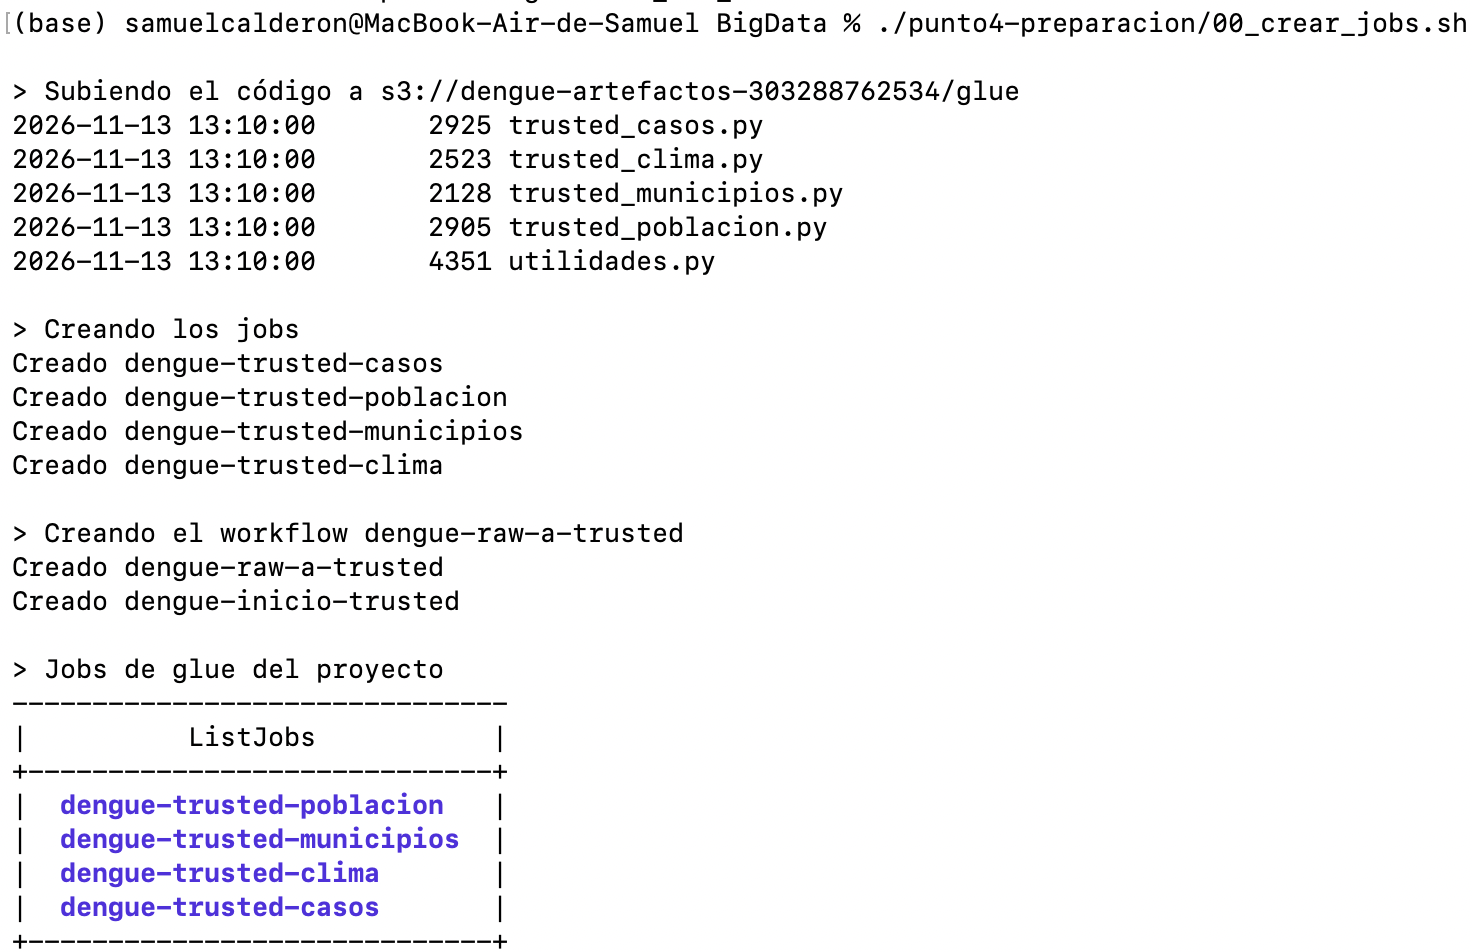 (base) samuelcalderon@MacBook-Air-de-Samuel BigData % ./punto4-preparacion/00_crear_jobs.sh
> Subiendo el código a s3://dengue-artefactos-303288762534/glue
2026-11-13 13:10:00       2925 trusted_casos.py
2026-11-13 13:10:00       2523 trusted_clima.py
2026-11-13 13:10:00       2128 trusted_municipios.py
2026-11-13 13:10:00       2905 trusted_poblacion.py
2026-11-13 13:10:00       4351 utilidades.py
> Creando los jobs
Creado dengue-trusted-casos
Creado dengue-trusted-poblacion
Creado dengue-trusted-municipios
Creado dengue-trusted-clima
> Creando el workflow dengue-raw-a-trusted
Creado dengue-raw-a-trusted
Creado dengue-inicio-trusted
> Jobs de glue del proyecto
-------------------------------
|          ListJobs           |
+-----------------------------+
|  dengue-trusted-poblacion   |
|  dengue-trusted-municipios  |
|  dengue-trusted-clima       |
|  dengue-trusted-casos       |
+-----------------------------+